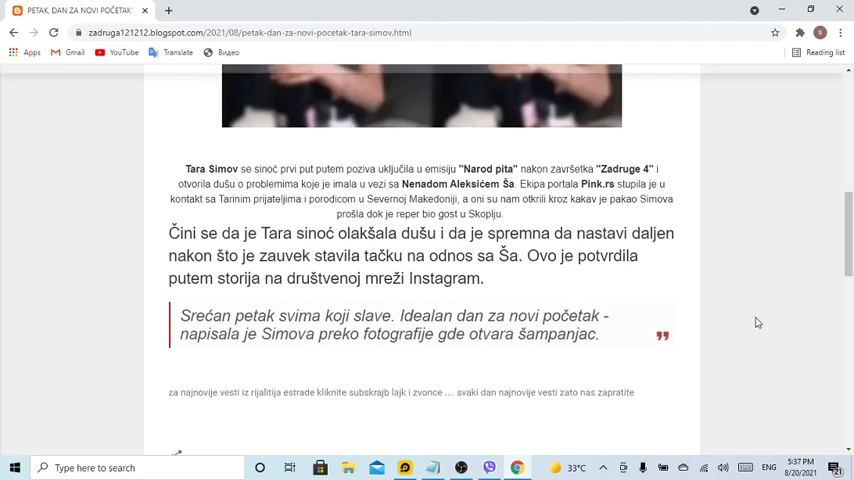 PETAK, DAN ZA NOVI POČETAK
zadruga121212.blogspot.com/2021/08/petak-dan-za-novi-pocetak-tara-simov.html
Apps Gmail YouTube Translate Видео Reading list
Tara Simov se sinoć prvi put putem poziva uključila u emisiju "Narod pita" nakon završetka "Zadruge 4" i
otvorila dušu o problemima koje je imala u vezi sa Nenadom Aleksićem Ša. Ekipa portala Pink.rs stupila je u
kontakt sa Tarinim prijateljima i porodicom u Severnoj Makedoniji, a oni su nam otkrili kroz kakav je pakao Simova
prošla dok je reper bio gost u Skoplju.
Čini se da je Tara sinoć olakšala dušu i da je spremna da nastavi daljen
nakon što je zauvek stavila tačku na odnos sa Ša. Ovo je potvrdila
putem storija na društvenoj mreži Instagram.
Srećan petak svima koji slave. Idealan dan za novi početak -
napisala je Simova preko fotografije gde otvara šampanjac.
za najnovije vesti iz rijalitija estrade kliknite subskrajb lajk i zvonce .... svaki dan najnovije vesti zato nas zapratite
Type here to search
33°C
ENG
5:37 PM
8/20/2021
21